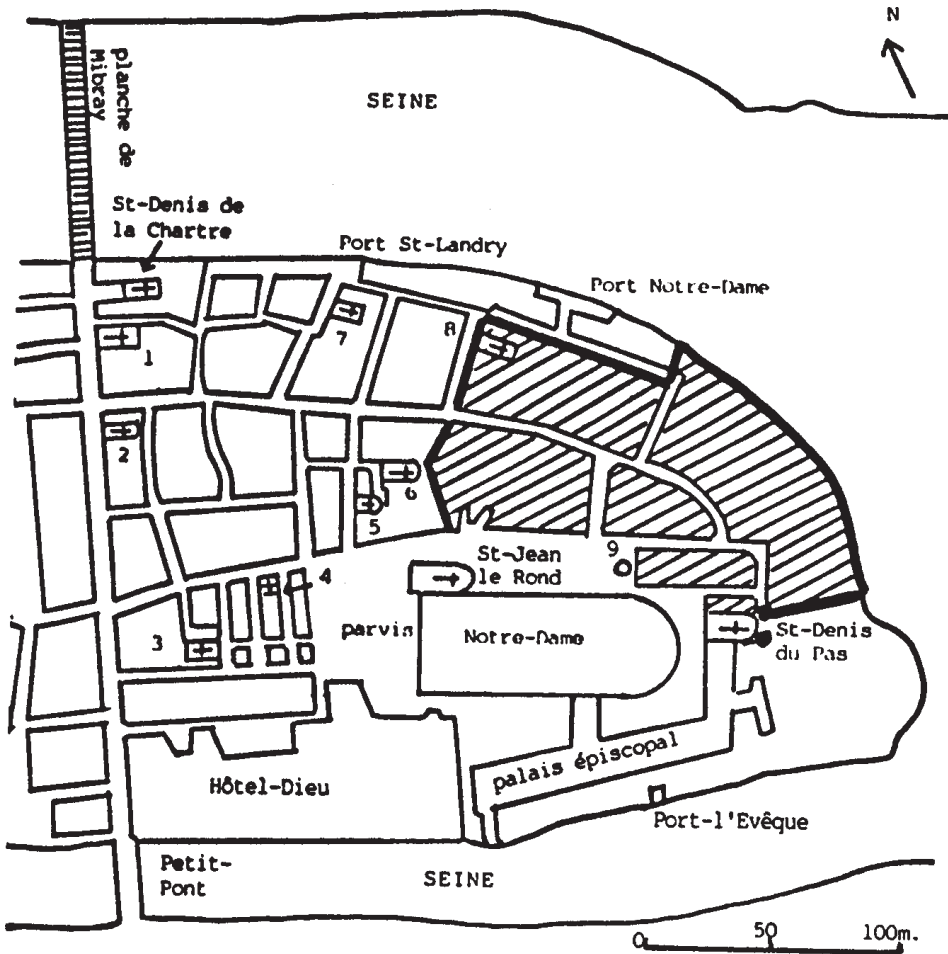 N
SEINE
planche de
Mibray
St-Denis de
la Chartre
Port St-Landry
Port Notre-Dame
1
7
8
2
6
5
St-Jean
le Rond
9
4
3
parvis
Notre-Dame
St-Denis
du Pas
palais épiscopal
Hôtel-Dieu
Port-l'Evêque
Petit-
Pont
SEINE
0 50 100m.